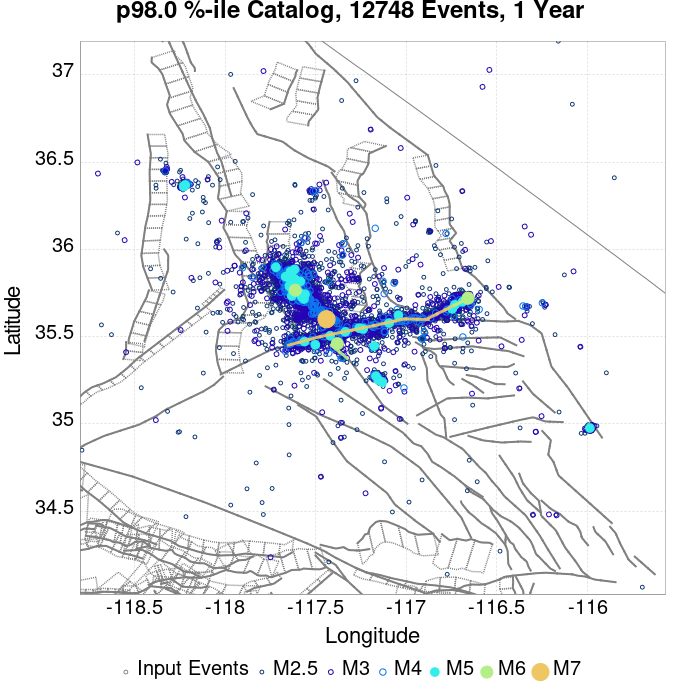 p98.0 %-ile Catalog, 12748 Events, 1 Year
37
36.5
36
35.5
35
34.5
Latitude
-118.5 -118 -117.5 -117 -116.5 -116
Longitude
Input Events M2.5 M3 M4 M5 M6 M7